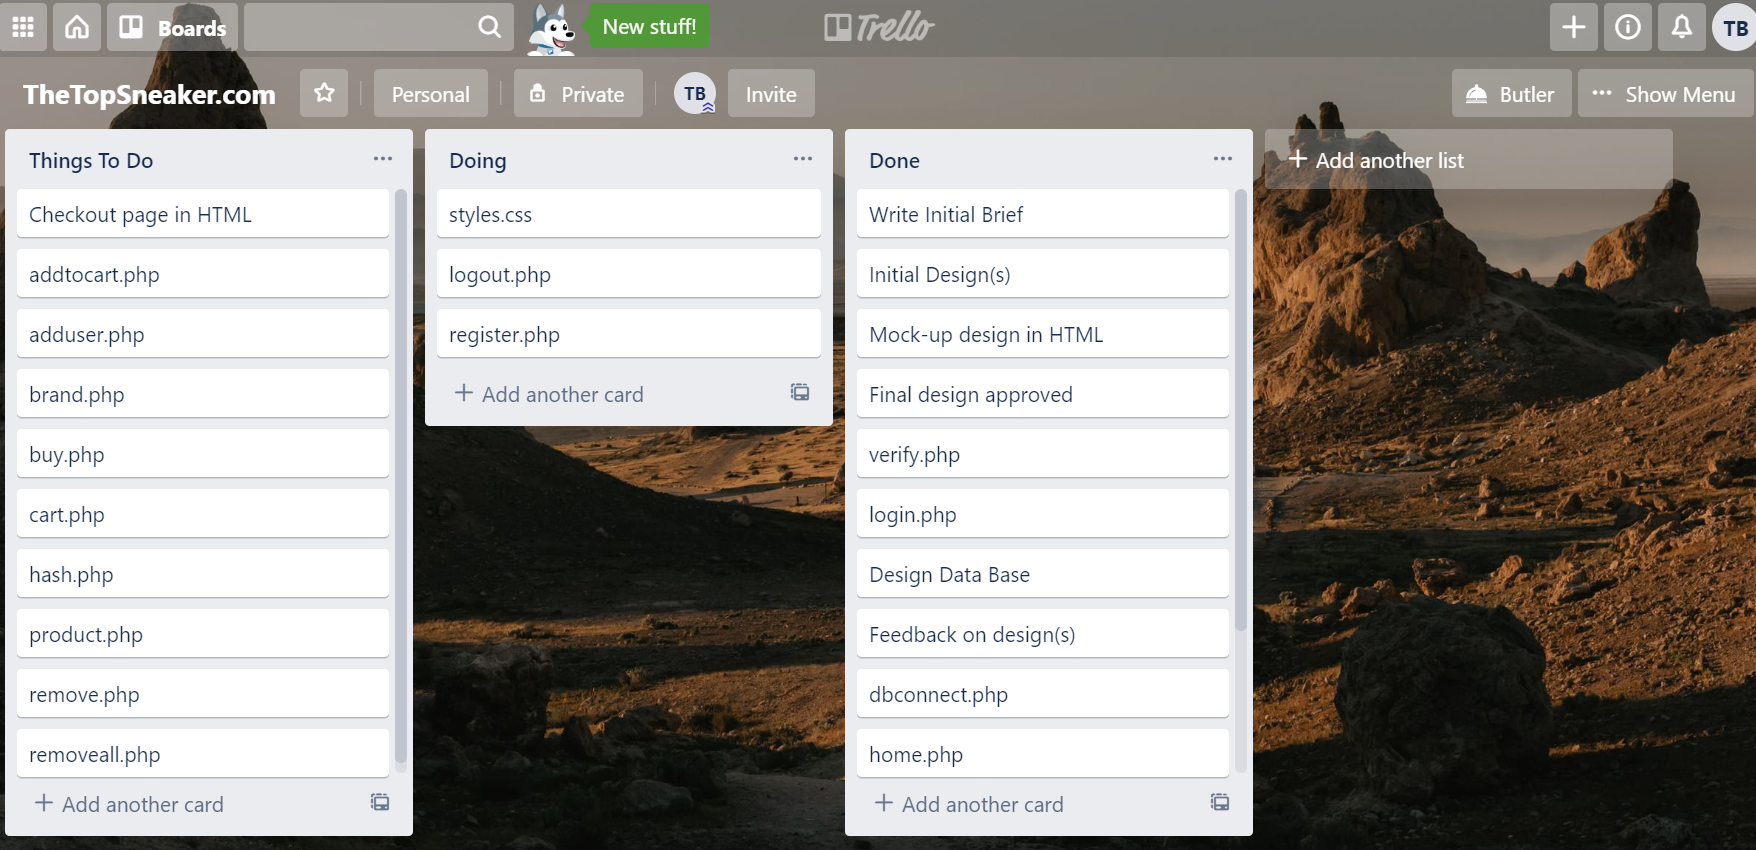 Boards
New stuff!
Trello
TB
TheTopSneaker.com
Personal
Private
TB
Invite
Butler
Show Menu
Things To Do
Checkout page in HTML
addtocart.php
adduser.php
brand.php
buy.php
cart.php
hash.php
product.php
remove.php
removeall.php
Add another card
Doing
styles.css
logout.php
register.php
Add another card
Done
Write Initial Brief
Initial Design(s)
Mock-up design in HTML
Final design approved
verify.php
login.php
Design Data Base
Feedback on design(s)
dbconnect.php
home.php
Add another card
Add another list